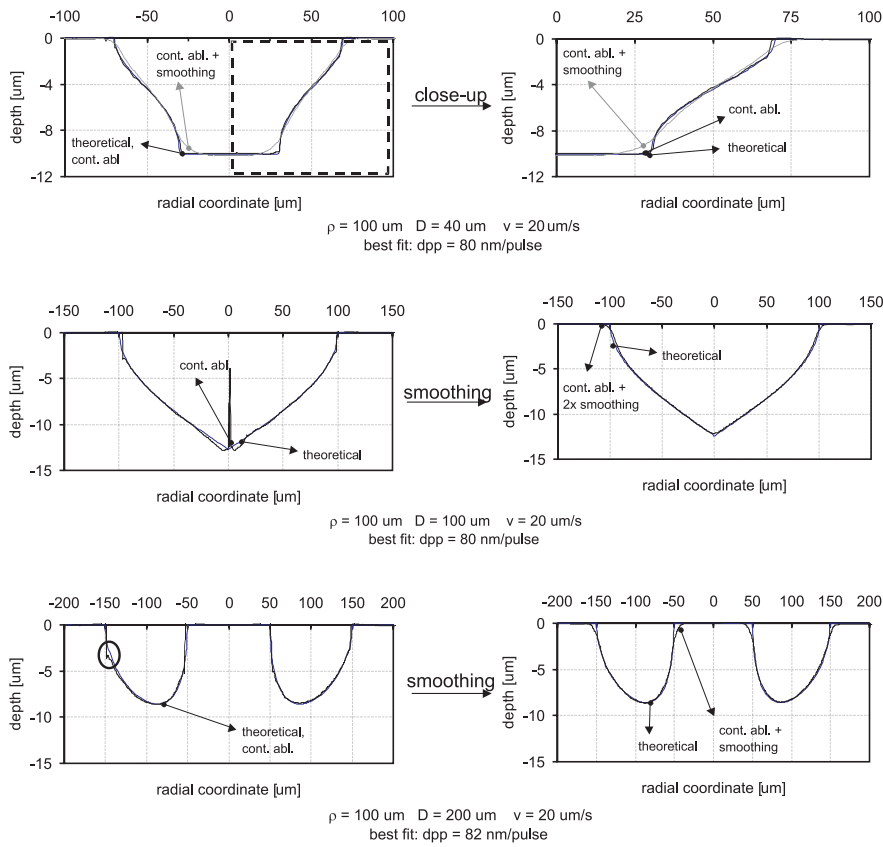 -100 -50 0 50 100
0
-4
-8
-12
depth [um]
cont. abl. +
smoothing
theoretical,
cont. abl
radial coordinate [um]
close-up
0 25 50 75 100
0
-4
-8
-12
depth [um]
cont. abl. +
smoothing
cont. abl.
theoretical
radial coordinate [um]
ρ = 100 um D = 40 um v = 20 um/s
best fit: dpp = 80 nm/pulse
-150 -100 -50 0 50 100 150
0
-5
-10
-15
depth [um]
cont. abl.
theoretical
radial coordinate [um]
smoothing
-150 -100 -50 0 50 100 150
0
-5
-10
-15
depth [um]
theoretical
cont. abl. +
2x smoothing
radial coordinate [um]
ρ = 100 um D = 100 um v = 20 um/s
best fit: dpp = 80 nm/pulse
-200 -150 -100 -50 0 50 100 150 200
0
-5
-10
-15
depth [um]
theoretical,
cont. abl.
radial coordinate [um]
smoothing
-200 -150 -100 -50 0 50 100 150 200
0
-5
-10
-15
depth [um]
theoretical
cont. abl. +
smoothing
radial coordinate [um]
ρ = 100 um D = 200 um v = 20 um/s
best fit: dpp = 82 nm/pulse